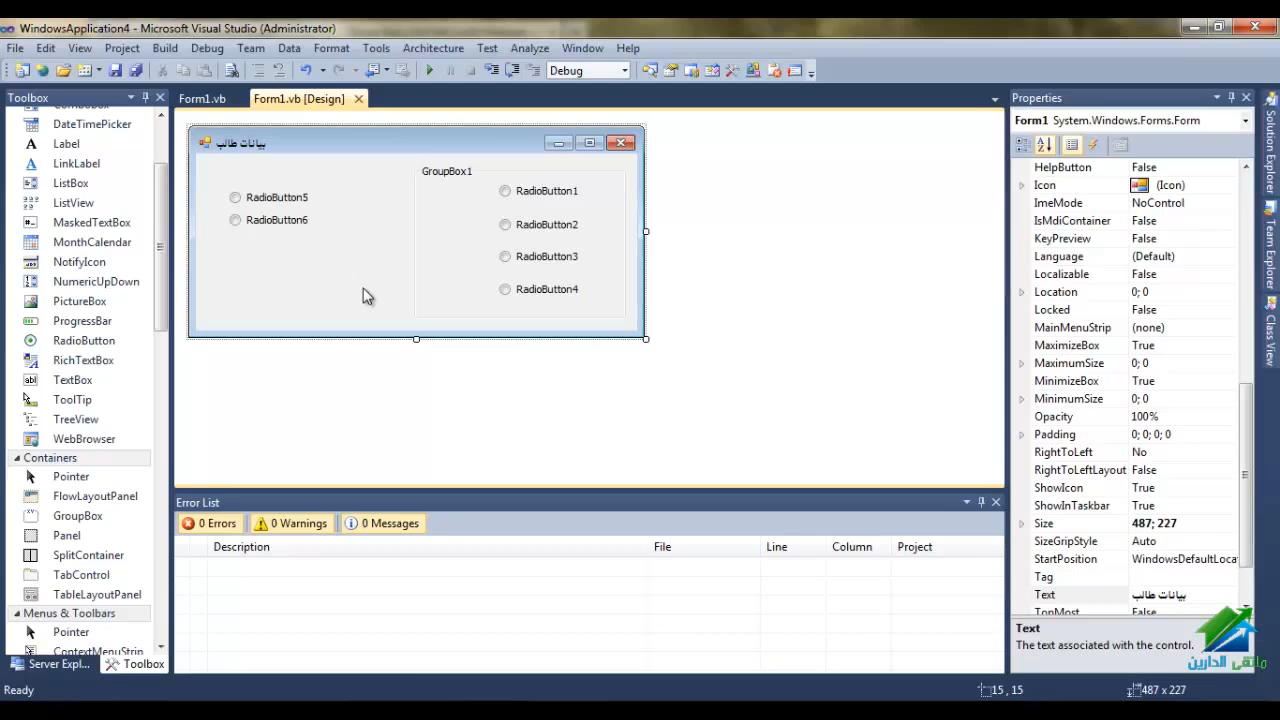 WindowsApplication4 - Microsoft Visual Studio (Administrator)
File Edit View Project Build Debug Team Data Format Tools Architecture Test Analyze Window Help
Debug
Toolbox
Form1.vb
Form1.vb [Design]
DateTimePicker
Label
LinkLabel
ListBox
ListView
MaskedTextBox
MonthCalendar
NotifyIcon
NumericUpDown
PictureBox
ProgressBar
RadioButton
RichTextBox
TextBox
ToolTip
TreeView
WebBrowser
Containers
Pointer
FlowLayoutPanel
GroupBox
Panel
SplitContainer
TabControl
TableLayoutPanel
Menus & Toolbars
Pointer
ContextMenuStrip
Server Expl...
Toolbox
بيانات طالب
RadioButton5
RadioButton6
GroupBox1
RadioButton1
RadioButton2
RadioButton3
RadioButton4
Error List
0 Errors
0 Warnings
0 Messages
Description File Line Column Project
Properties
Form1 System.Windows.Forms.Form
HelpButton False
Icon (Icon)
ImeMode NoControl
IsMdiContainer False
KeyPreview False
Language (Default)
Localizable False
Location 0; 0
Locked False
MainMenuStrip (none)
MaximizeBox True
MaximumSize 0; 0
MinimizeBox True
MinimumSize 0; 0
Opacity 100%
Padding 0; 0; 0; 0
RightToLeft No
RightToLeftLayout False
ShowIcon True
ShowInTaskbar True
Size 487; 227
SizeGripStyle Auto
StartPosition WindowsDefaultLoca
Tag
Text بيانات طالب
TopMost False
Text
The text associated with the control.
ملتقى الدارين
Solution Explorer
Team Explorer
Class View
Ready
15 , 15
487 x 227